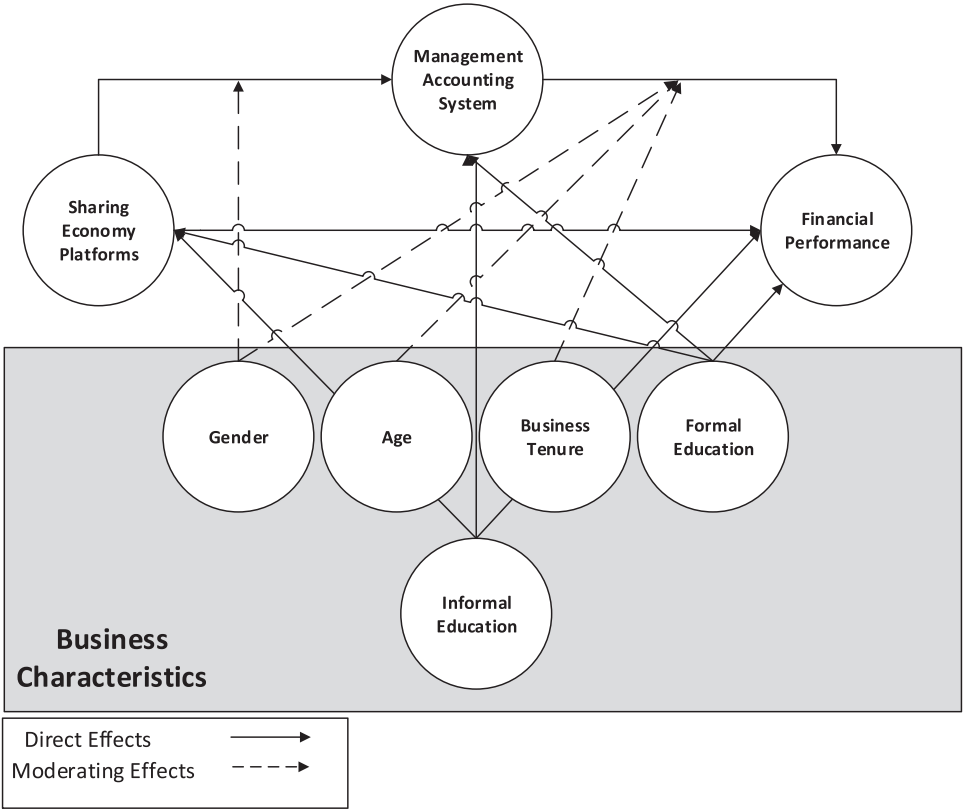 Management
Accounting
System
Sharing
Economy
Platforms
Financial
Performance
Gender
Age
Business
Tenure
Formal
Education
Informal
Education
Business
Characteristics
Direct Effects
Moderating Effects